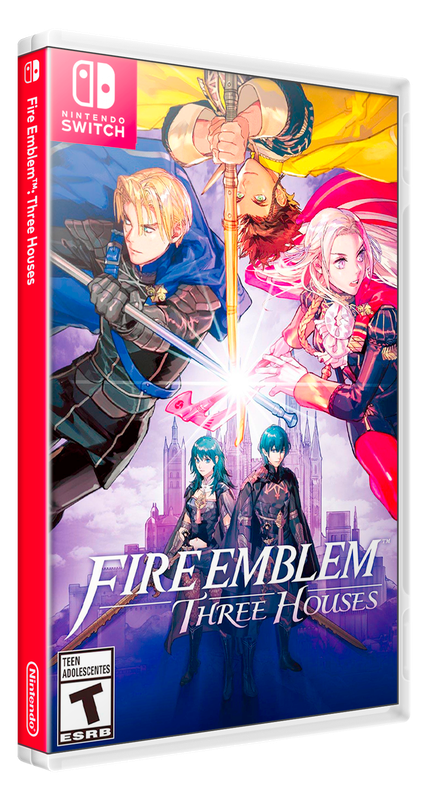 Fire Emblem™: Three Houses
Nintendo
NINTENDO
SWITCH
FIRE EMBLEM™
THREE HOUSES
TEEN
ADOLESCENTES
T
ESRB